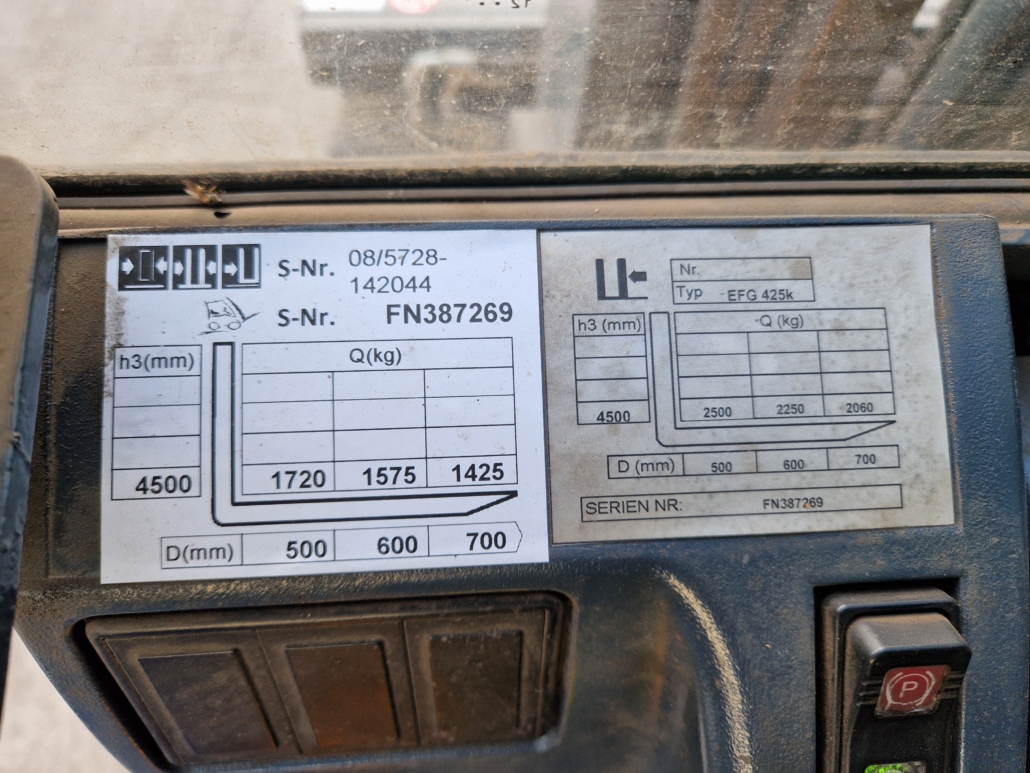 S-Nr. 08/5728-
142044
S-Nr. FN387269
h3(mm) Q(kg)
4500 1720 1575 1425
D(mm) 500 600 700
Nr.
Typ EFG 425k
h3 (mm) Q (kg)
4500 2500 2250 2060
D (mm) 500 600 700
SERIEN NR: FN387269
P